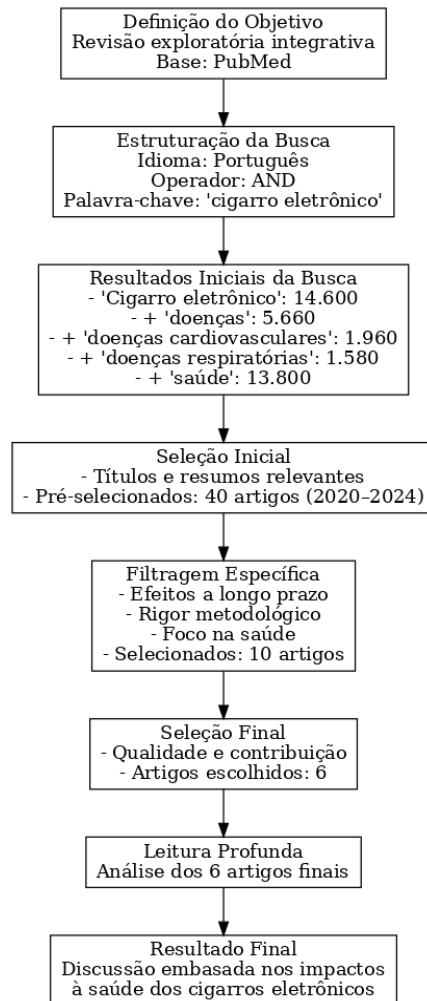 Definição do Objetivo
Revisão exploratória integrativa
Base: PubMed
Estruturação da Busca
Idioma: Português
Operador: AND
Palavra-chave: 'cigarro eletrônico'
Resultados Iniciais da Busca
- 'Cigarro eletrônico': 14.600
- + 'doenças': 5.660
- + 'doenças cardiovasculares': 1.960
- + 'doenças respiratórias': 1.580
- + 'saúde': 13.800
Seleção Inicial
- Títulos e resumos relevantes
- Pré-selecionados: 40 artigos (2020–2024)
Filtragem Específica
- Efeitos a longo prazo
- Rigor metodológico
- Foco na saúde
- Selecionados: 10 artigos
Seleção Final
- Qualidade e contribuição
- Artigos escolhidos: 6
Leitura Profunda
Análise dos 6 artigos finais
Resultado Final
Discussão embasada nos impactos
à saúde dos cigarros eletrônicos